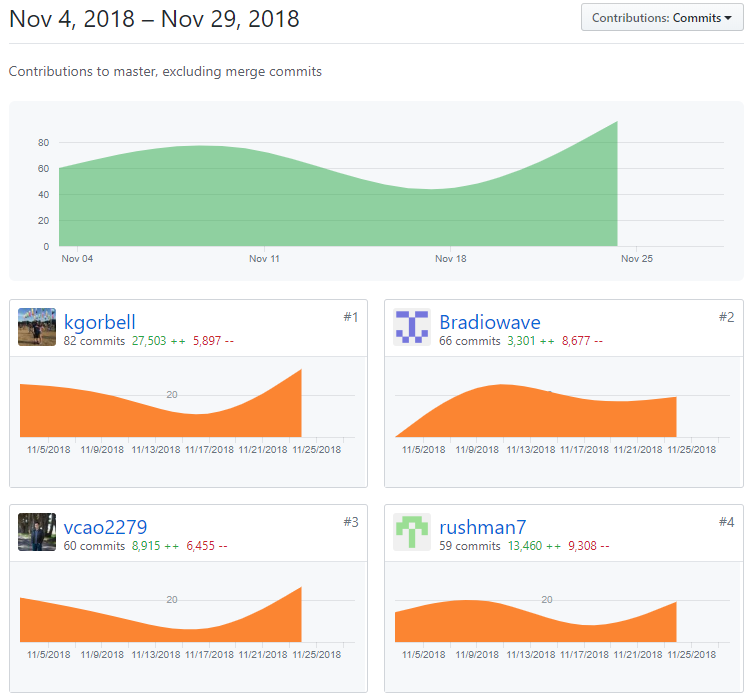 Nov 4, 2018 – Nov 29, 2018
Contributions: Commits
Contributions to master, excluding merge commits
80
60
40
20
0
Nov 04 Nov 11 Nov 18 Nov 25
kgorbell #1
82 commits 27,503 ++ 5,897 --
20
11/5/2018 11/9/2018 11/13/2018 11/17/2018 11/21/2018 11/25/2018
Bradiowave #2
66 commits 3,301 ++ 8,677 --
11/5/2018 11/9/2018 11/13/2018 11/17/2018 11/21/2018 11/25/2018
vcao2279 #3
60 commits 8,915 ++ 6,455 --
20
11/5/2018 11/9/2018 11/13/2018 11/17/2018 11/21/2018 11/25/2018
rushman7 #4
59 commits 13,460 ++ 9,308 --
20
11/5/2018 11/9/2018 11/13/2018 11/17/2018 11/21/2018 11/25/2018